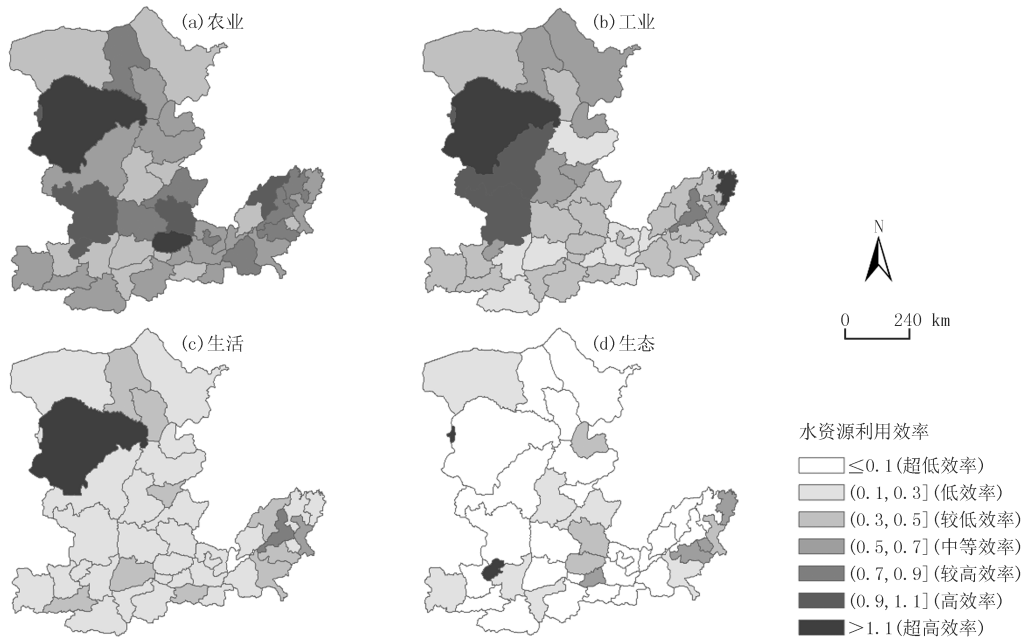 (a)农业
(b)工业
N
0 240 km
(c)生活
(d)生态
水资源利用效率
≤0.1(超低效率)
(0.1, 0.3](低效率)
(0.3, 0.5](较低效率)
(0.5, 0.7](中等效率)
(0.7, 0.9](较高效率)
(0.9, 1.1](高效率)
>1.1(超高效率)